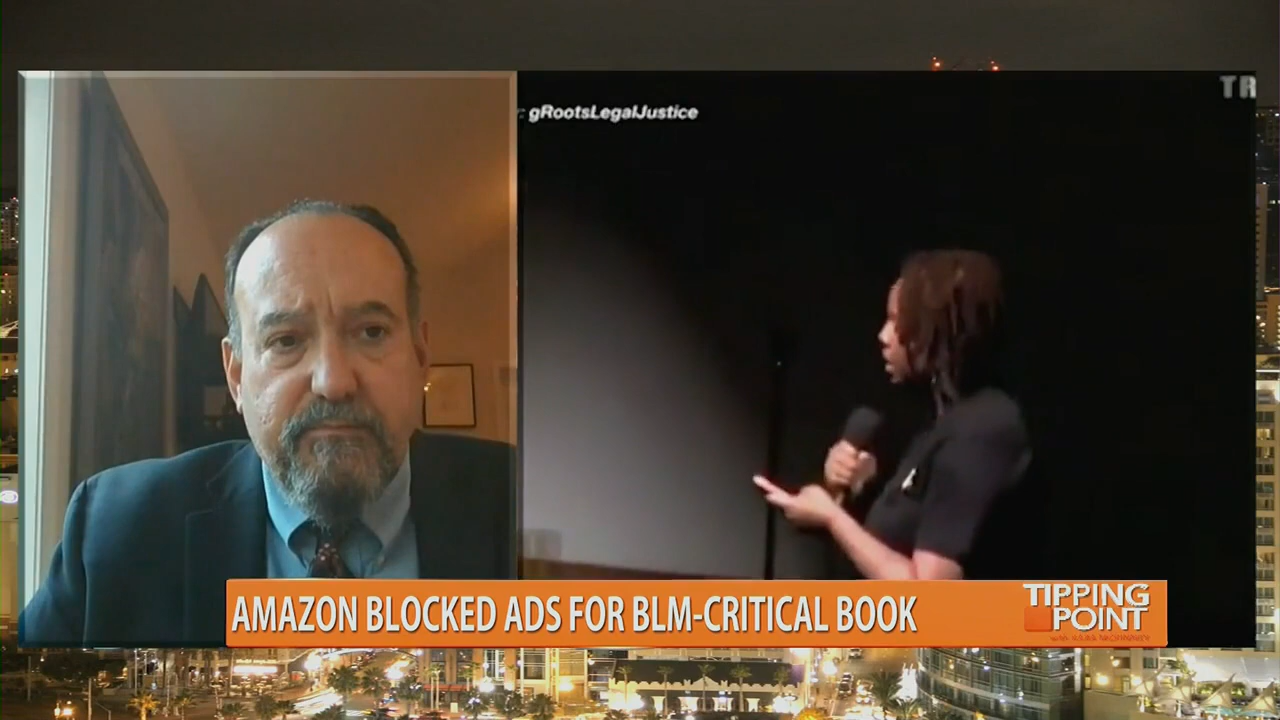 TR
: gRootsLegalJustice
AMAZON BLOCKED ADS FOR BLM-CRITICAL BOOK
TIPPING
POINT